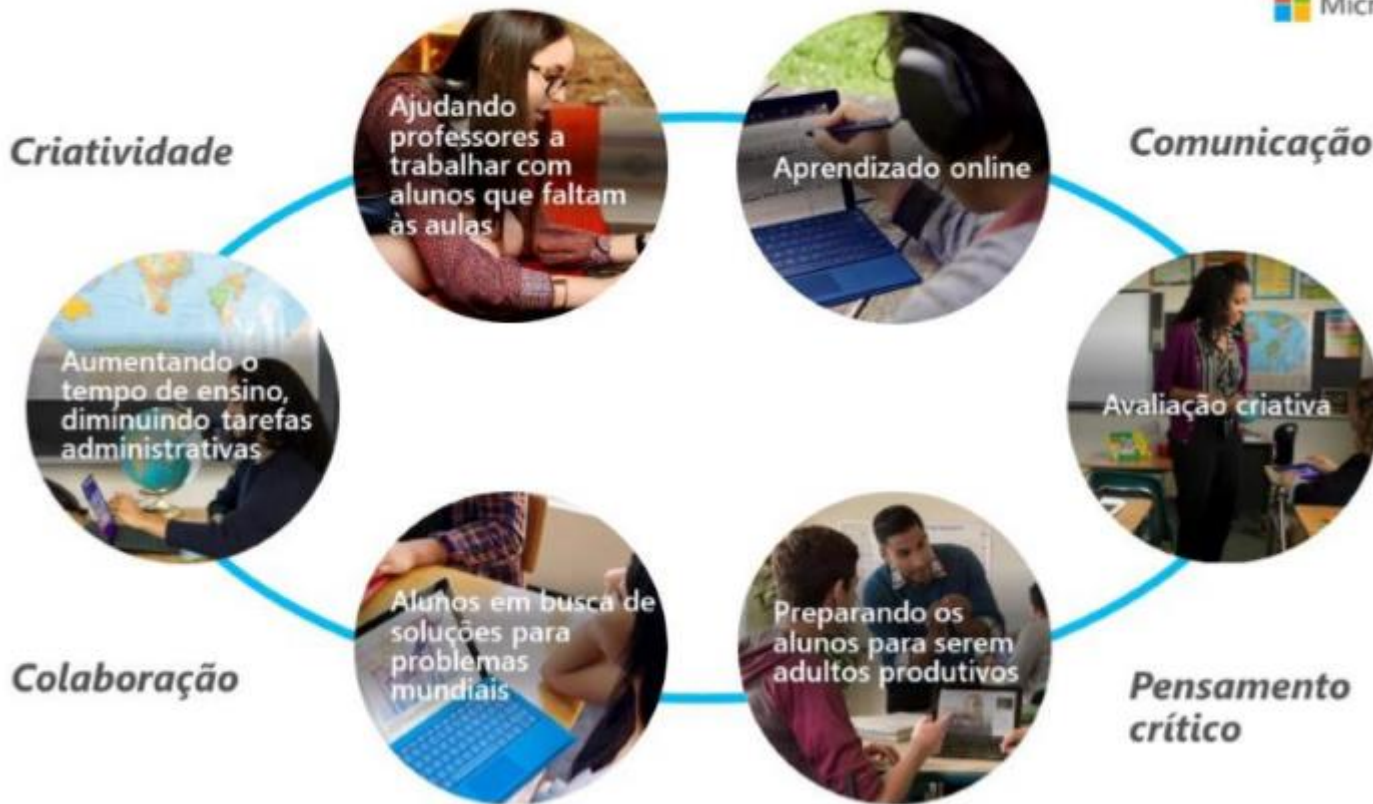 Micr
Criatividade
Ajudando
professores a
trabalhar com
alunos que faltam
às aulas
Aprendizado online
Comunicação
Aumentando o
tempo de ensino,
diminuindo tarefas
administrativas
Avaliação criativa
Colaboração
Alunos em busca de
soluções para
problemas
mundiais
Preparando os
alunos para serem
adultos produtivos
Pensamento
crítico